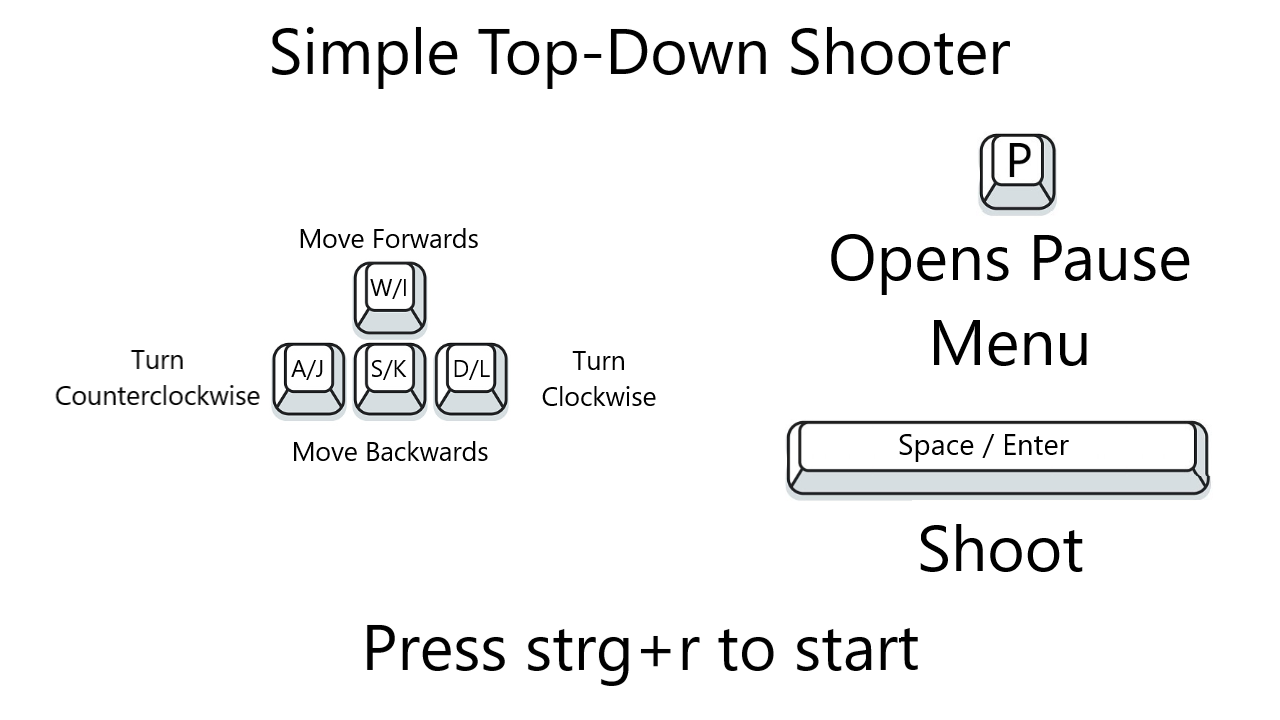 Simple Top-Down Shooter
P
Opens Pause
Menu
Move Forwards
W/I
Turn
Counterclockwise
A/J
S/K
D/L
Turn
Clockwise
Move Backwards
Space / Enter
Shoot
Press strg+r to start